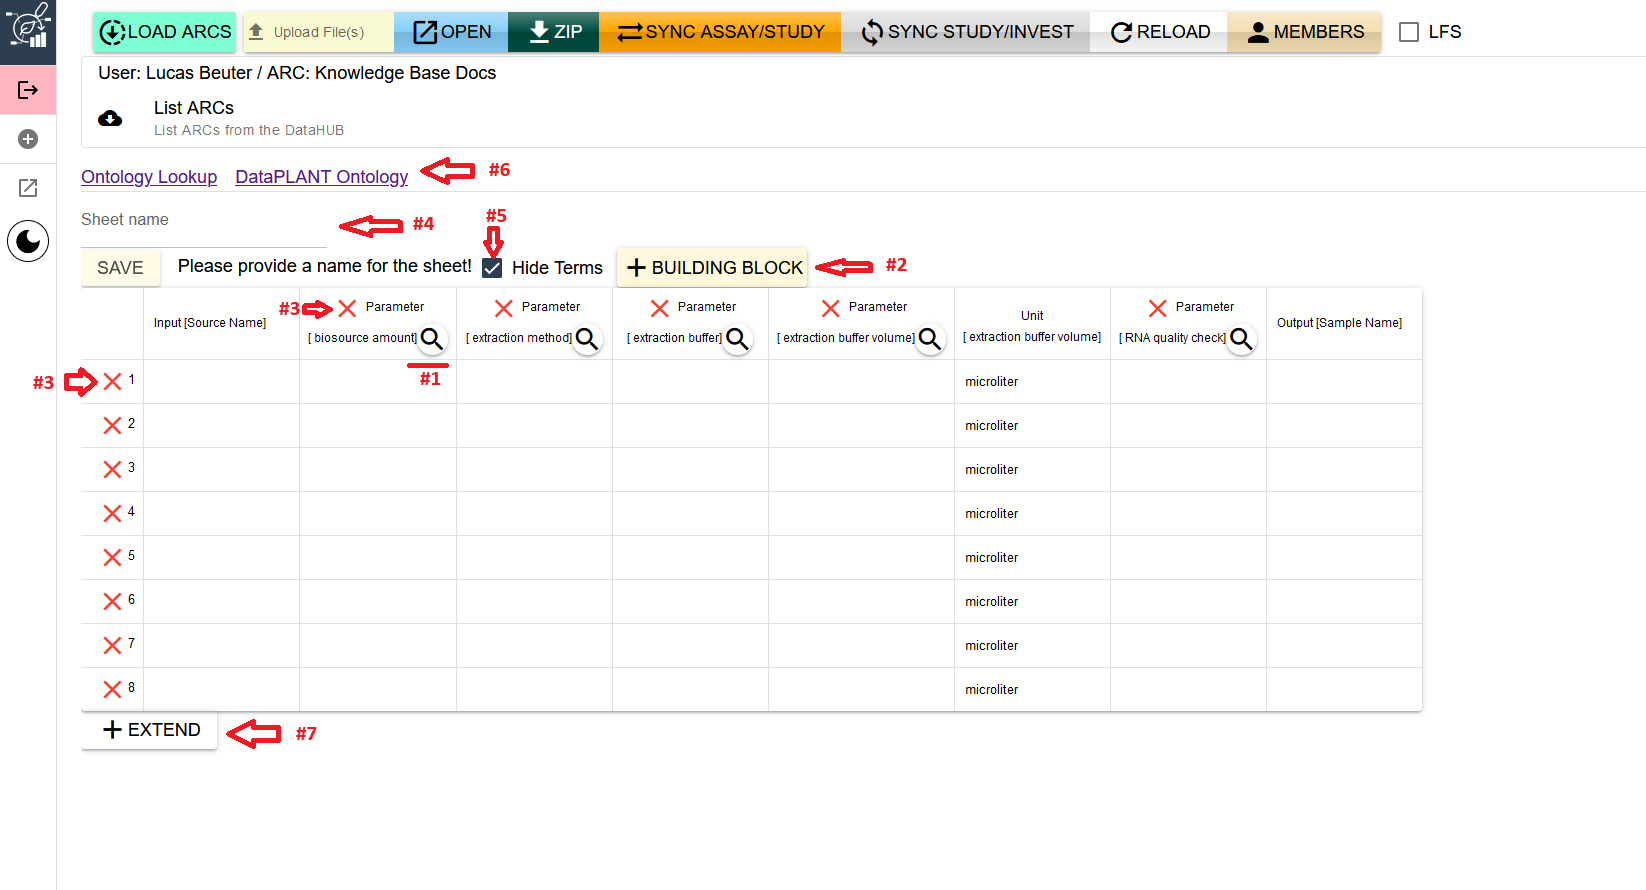 LOAD ARCS Upload File(s) OPEN ZIP SYNC ASSAY/STUDY SYNC STUDY/INVEST RELOAD MEMBERS LFS
User: Lucas Beuter / ARC: Knowledge Base Docs
List ARCs
List ARCs from the DataHUB
Ontology Lookup DataPLANT Ontology #6
Sheet name #4 #5
SAVE Please provide a name for the sheet! Hide Terms + BUILDING BLOCK #2
#3 Parameter Parameter Parameter Parameter Parameter
Input [Source Name] Unit Output [Sample Name]
[ biosource amount] [ extraction method] [ extraction buffer] [ extraction buffer volume] [ extraction buffer volume] [ RNA quality check]
#1
#3 1 microliter
2 microliter
3 microliter
4 microliter
5 microliter
6 microliter
7 microliter
8 microliter
+ EXTEND #7